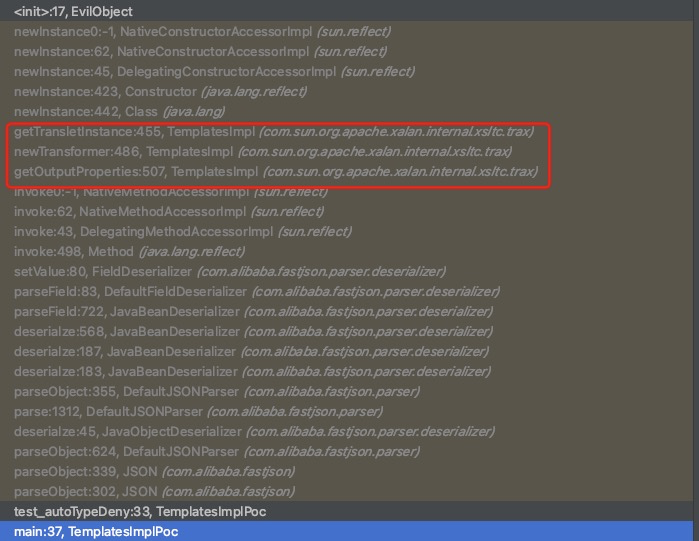 <init>:17, EvilObject
newInstance0:-1, NativeConstructorAccessorImpl (sun.reflect)
newInstance:62, NativeConstructorAccessorImpl (sun.reflect)
newInstance:45, DelegatingConstructorAccessorImpl (sun.reflect)
newInstance:423, Constructor (java.lang.reflect)
newInstance:442, Class (java.lang)
getTransletInstance:455, TemplatesImpl (com.sun.org.apache.xalan.internal.xsltc.trax)
newTransformer:486, TemplatesImpl (com.sun.org.apache.xalan.internal.xsltc.trax)
getOutputProperties:507, TemplatesImpl (com.sun.org.apache.xalan.internal.xsltc.trax)
invoke0:-1, NativeMethodAccessorImpl (sun.reflect)
invoke:62, NativeMethodAccessorImpl (sun.reflect)
invoke:43, DelegatingMethodAccessorImpl (sun.reflect)
invoke:498, Method (java.lang.reflect)
setValue:80, FieldDeserializer (com.alibaba.fastjson.parser.deserializer)
parseField:83, DefaultFieldDeserializer (com.alibaba.fastjson.parser.deserializer)
parseField:722, JavaBeanDeserializer (com.alibaba.fastjson.parser.deserializer)
deserialze:568, JavaBeanDeserializer (com.alibaba.fastjson.parser.deserializer)
deserialze:187, JavaBeanDeserializer (com.alibaba.fastjson.parser.deserializer)
deserialze:183, JavaBeanDeserializer (com.alibaba.fastjson.parser.deserializer)
parseObject:355, DefaultJSONParser (com.alibaba.fastjson.parser)
parse:1312, DefaultJSONParser (com.alibaba.fastjson.parser)
deserialze:45, JavaObjectDeserializer (com.alibaba.fastjson.parser.deserializer)
parseObject:624, DefaultJSONParser (com.alibaba.fastjson.parser)
parseObject:339, JSON (com.alibaba.fastjson)
parseObject:302, JSON (com.alibaba.fastjson)
test_autoTypeDeny:33, TemplatesImplPoc
main:37, TemplatesImplPoc